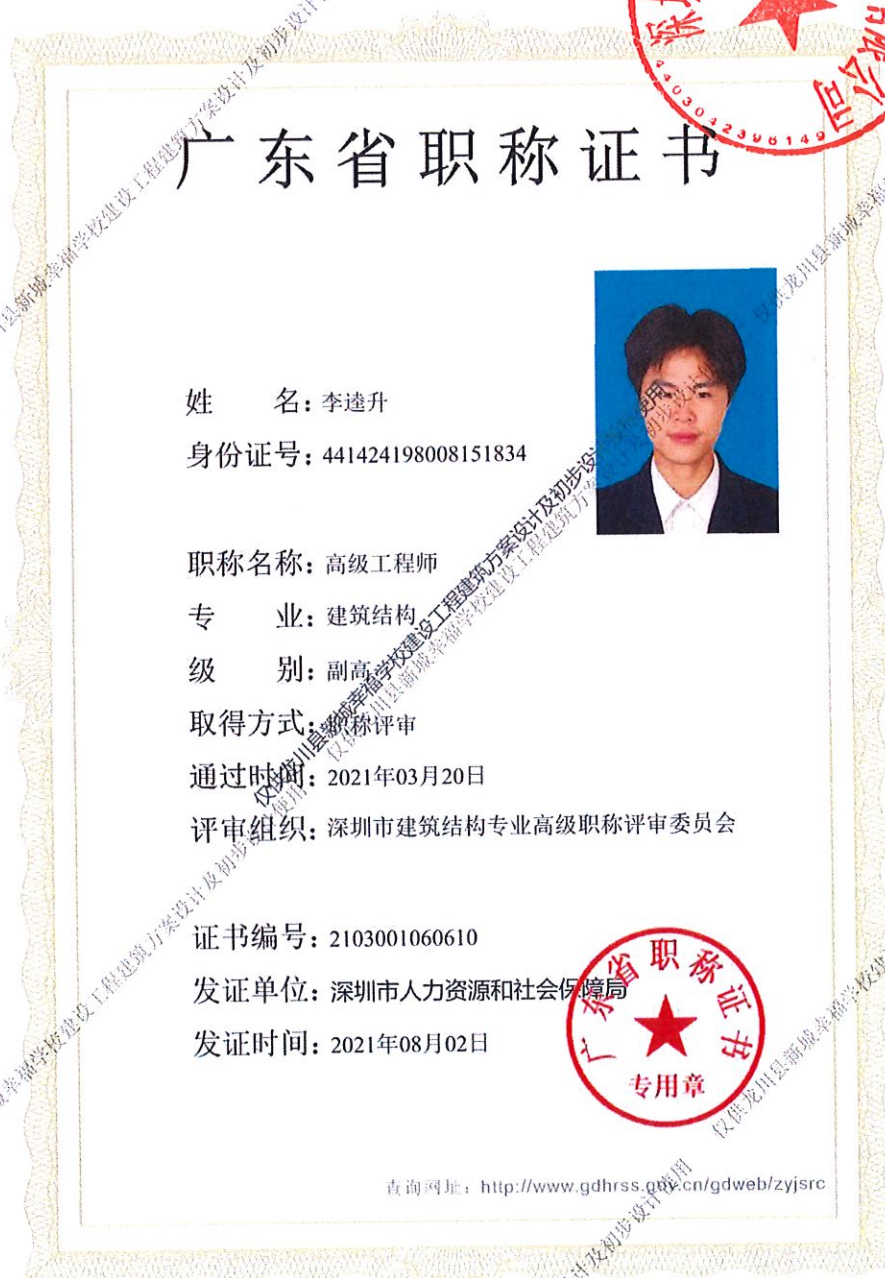 广东省职称证书
姓 名：李逵升
身份证号：441424198008151834
职称名称：高级工程师
专 业：建筑结构
级 别：副高
取得方式：职称评审
通过时间：2021年03月20日
评审组织：深圳市建筑结构专业高级职称评审委员会
证书编号：2103001060610
发证单位：深圳市人力资源和社会保障局
发证时间：2021年08月02日
广东省职称证书
专用章
查询网址：http://www.gdhrss.gov.cn/gdweb/zyjsrc
仅供龙川县新城幸福学校建设工程建筑方案设计及初步设计使用
4403042396149